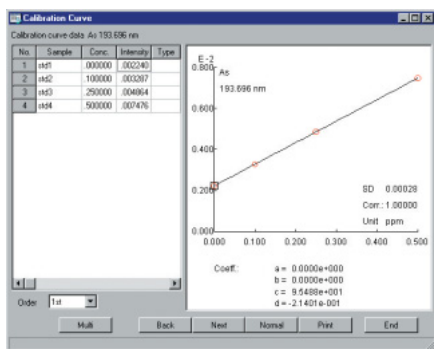 Calibration Curve
Calibration curve data As 193.696 nm
No. Sample Conc. Intensity Type
1 std1 .000000 .002240
2 std2 .100000 .003287
3 std3 .250000 .004864
4 std4 .500000 .007476
E-2
0.800
As
193.696 nm
0.600
0.400
0.200
0.000
SD 0.00028
Corr.: 1.00000
Unit ppm
0.000 0.100 0.200 0.300 0.400 0.500
Coeff.: a = 0.0000e+000
b = 0.0000e+000
c = 9.5488e+001
d = -2.1401e-001
Order 1st
Multi Back Next Normal Print End